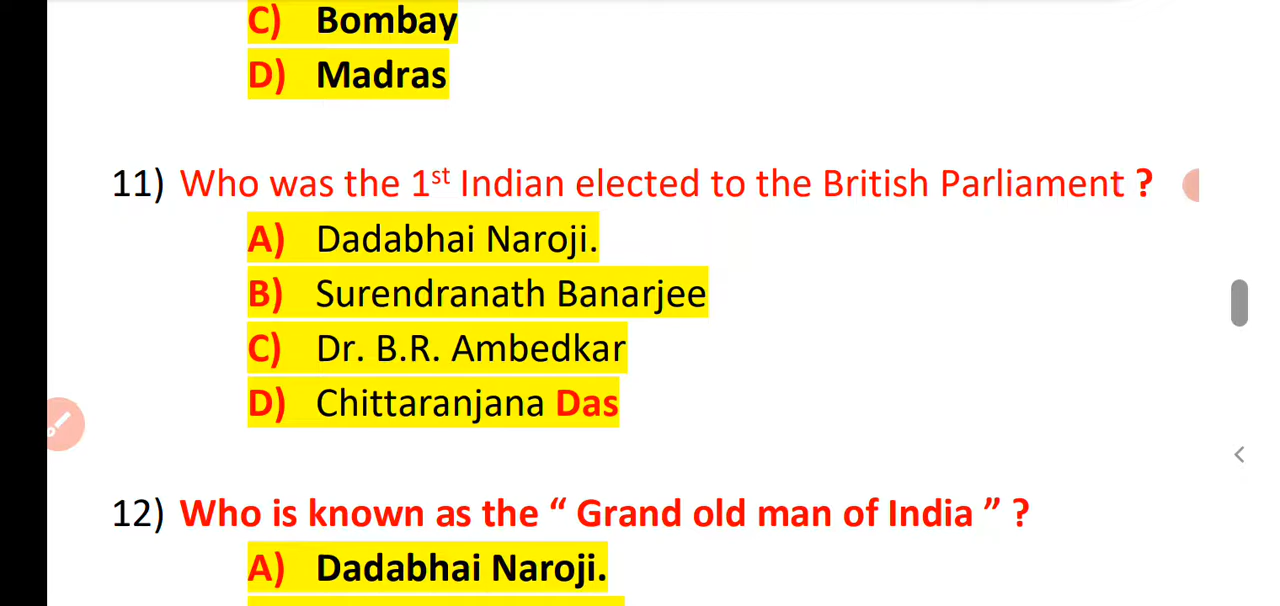 C) Bombay
D) Madras
11) Who was the 1st Indian elected to the British Parliament ?
A) Dadabhai Naroji.
B) Surendranath Banarjee
C) Dr. B.R. Ambedkar
D) Chittaranjana Das
12) Who is known as the “ Grand old man of India ” ?
A) Dadabhai Naroji.